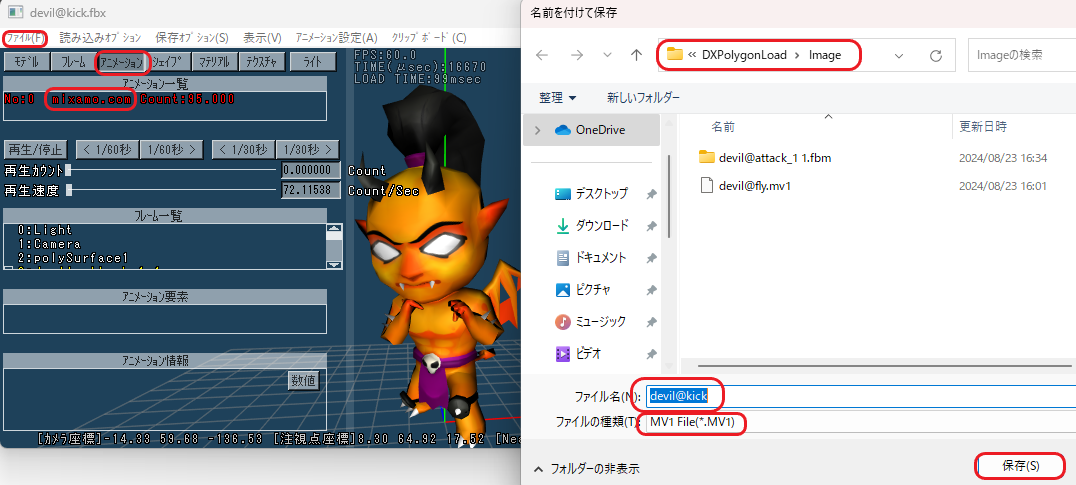 devil@kick.fbx
ファイル(F) 読み込みオプション 保存オプション(S) 表示(V) アニメーション設定(A) クリップボード(C)
モデル フレーム アニメーション シェイプ マテリアル テクスチャ ライト
FPS:60.0
TIME(μsec):16670
LOAD TIME:99msec
アニメーション一覧
No:0 mixamo.com Count:95.000
再生/停止 < 1/60秒 1/60秒 > < 1/30秒 1/30秒 >
再生カウント 0.000000 Count
再生速度 72.11538 Count/Sec
フレーム一覧
0:Light
1:Camera
2:polySurface1
アニメーション要素
アニメーション情報
数値
[カメラ座標]-14.33 59.68 -136.53 [注視点座標]8.30 64.92 17.52 [Nea
名前を付けて保存
« DXPolygonLoad › Image
Imageの検索
整理 新しいフォルダー
OneDrive
デスクトップ
ダウンロード
ドキュメント
ピクチャ
ミュージック
ビデオ
名前 更新日時
devil@attack_1 1.fbm 2024/08/23 16:34
devil@fly.mv1 2024/08/23 16:01
ファイル名(N): devil@kick
ファイルの種類(T): MV1 File(*.MV1)
フォルダーの非表示 保存(S)